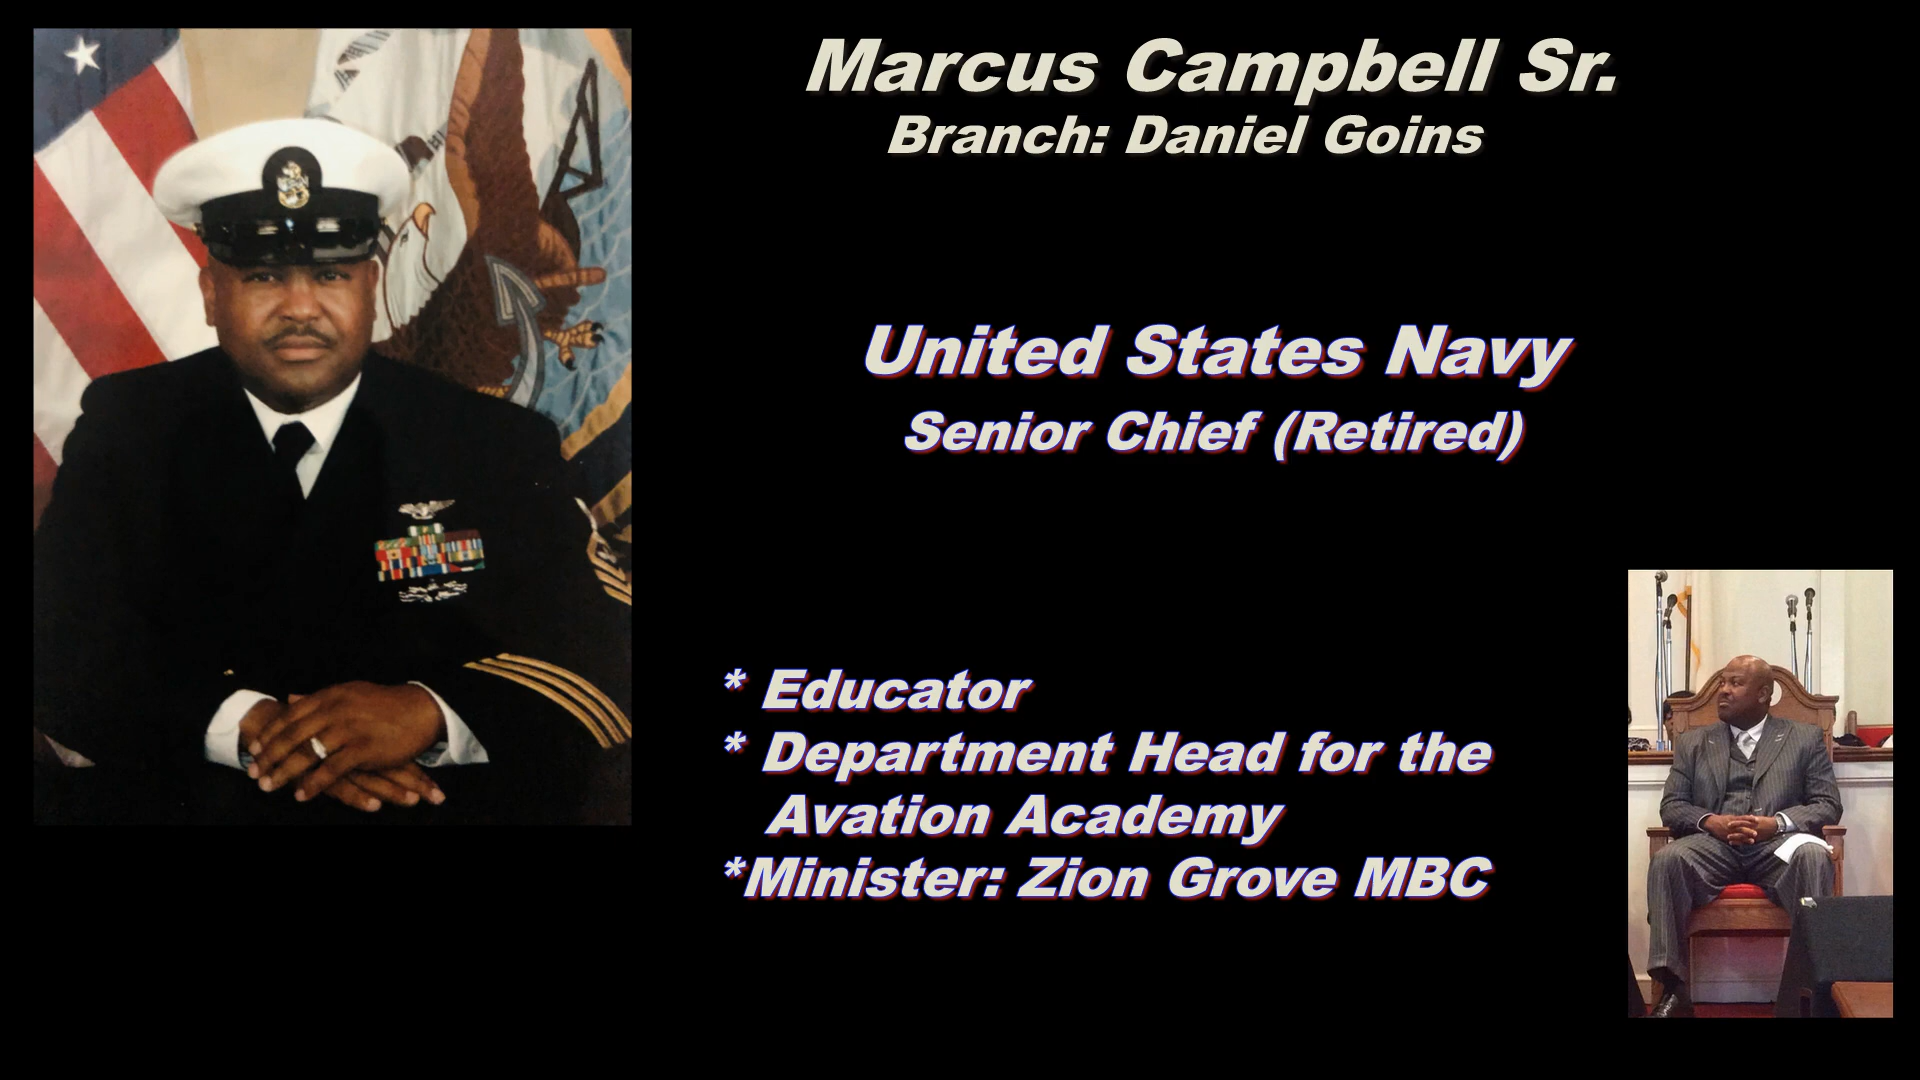 Marcus Campbell Sr.
Branch: Daniel Goins
United States Navy
Senior Chief (Retired)
* Educator
* Department Head for the
Avation Academy
*Minister: Zion Grove MBC